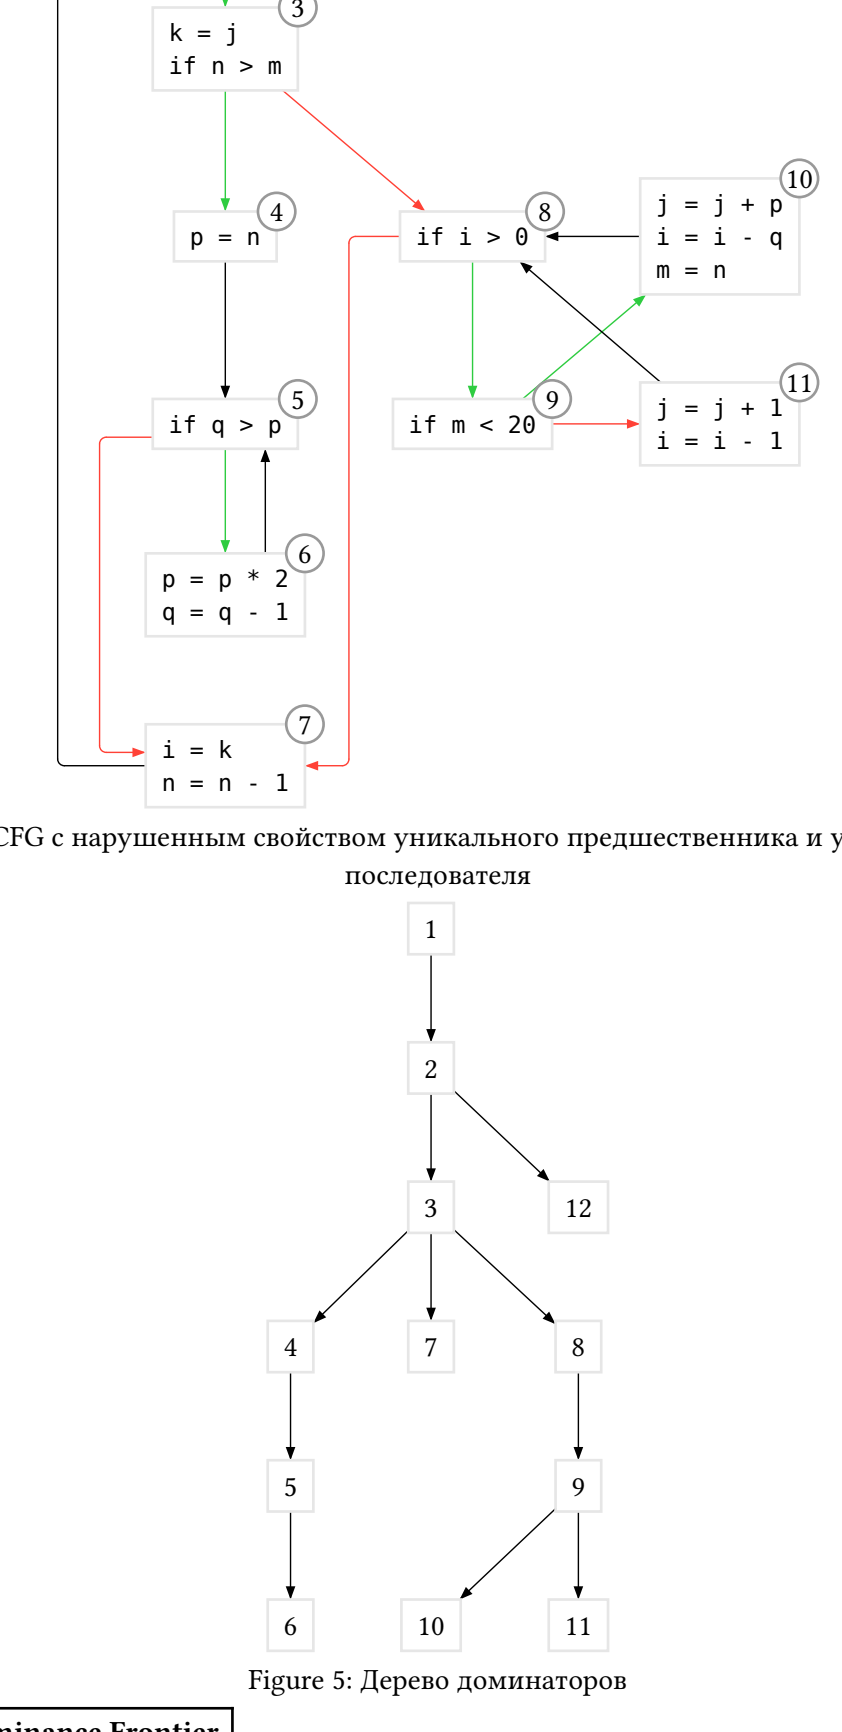 3
k = j
if n > m
4
p = n
8
if i > 0
10
j = j + p
i = i - q
m = n
5
if q > p
9
if m < 20
11
j = j + 1
i = i - 1
6
p = p * 2
q = q - 1
7
i = k
n = n - 1
CFG с нарушенным свойством уникального предшественника и у
последователя
1
2
3
12
4
7
8
5
9
6
10
11
Figure 5: Дерево доминаторов
minance Frontier